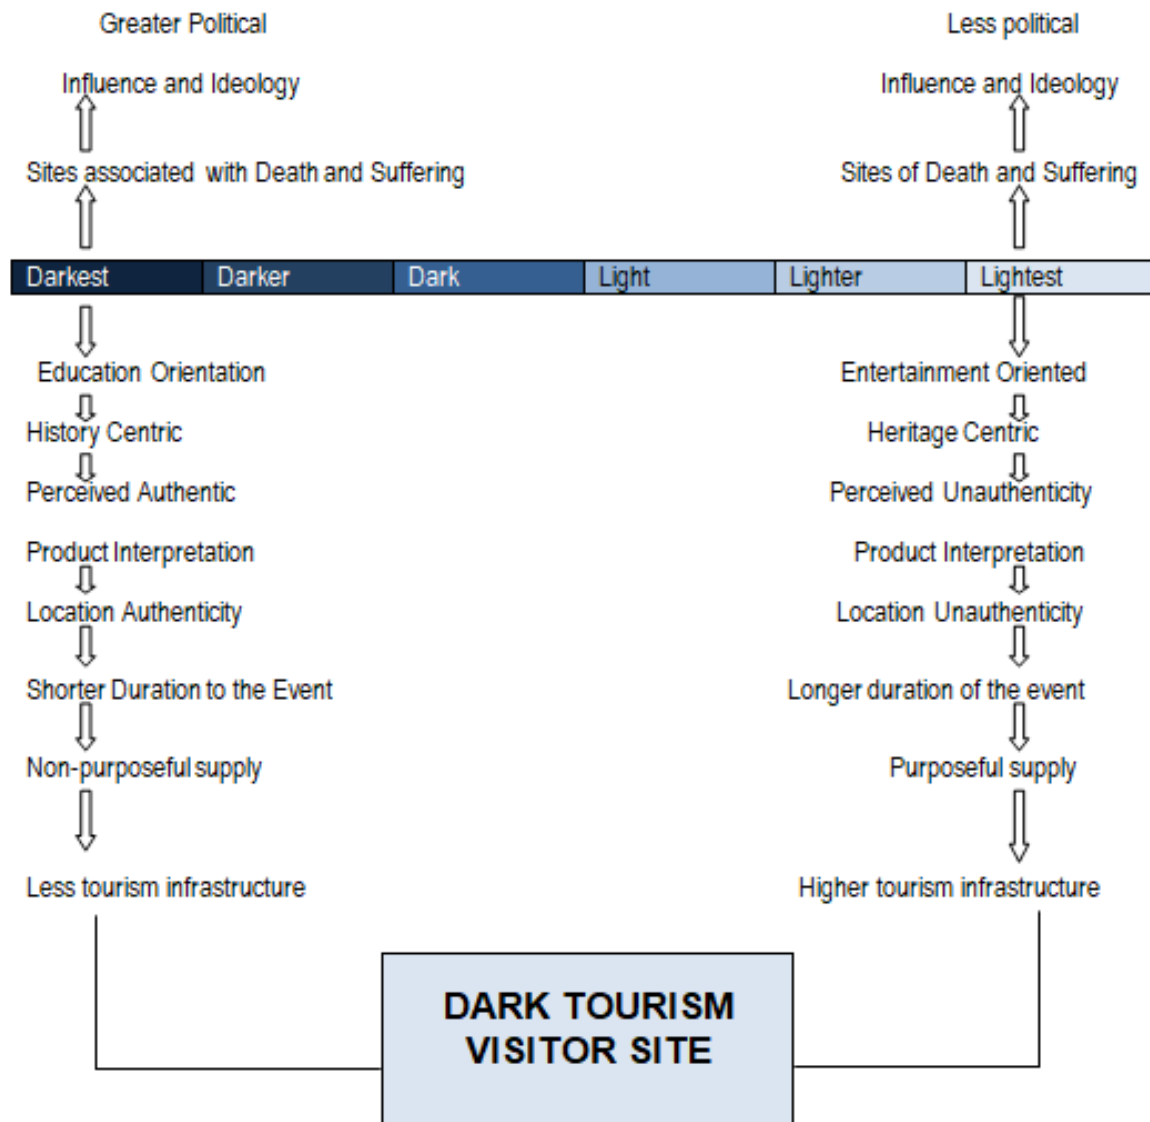 Greater Political
Less political
Influence and Ideology
Influence and Ideology
Sites associated with Death and Suffering
Sites of Death and Suffering
Darkest
Darker
Dark
Light
Lighter
Lightest
Education Orientation
Entertainment Oriented
History Centric
Heritage Centric
Perceived Authentic
Perceived Unauthenticity
Product Interpretation
Product Interpretation
Location Authenticity
Location Unauthenticity
Shorter Duration to the Event
Longer duration of the event
Non-purposeful supply
Purposeful supply
Less tourism infrastructure
Higher tourism infrastructure
DARK TOURISM
VISITOR SITE